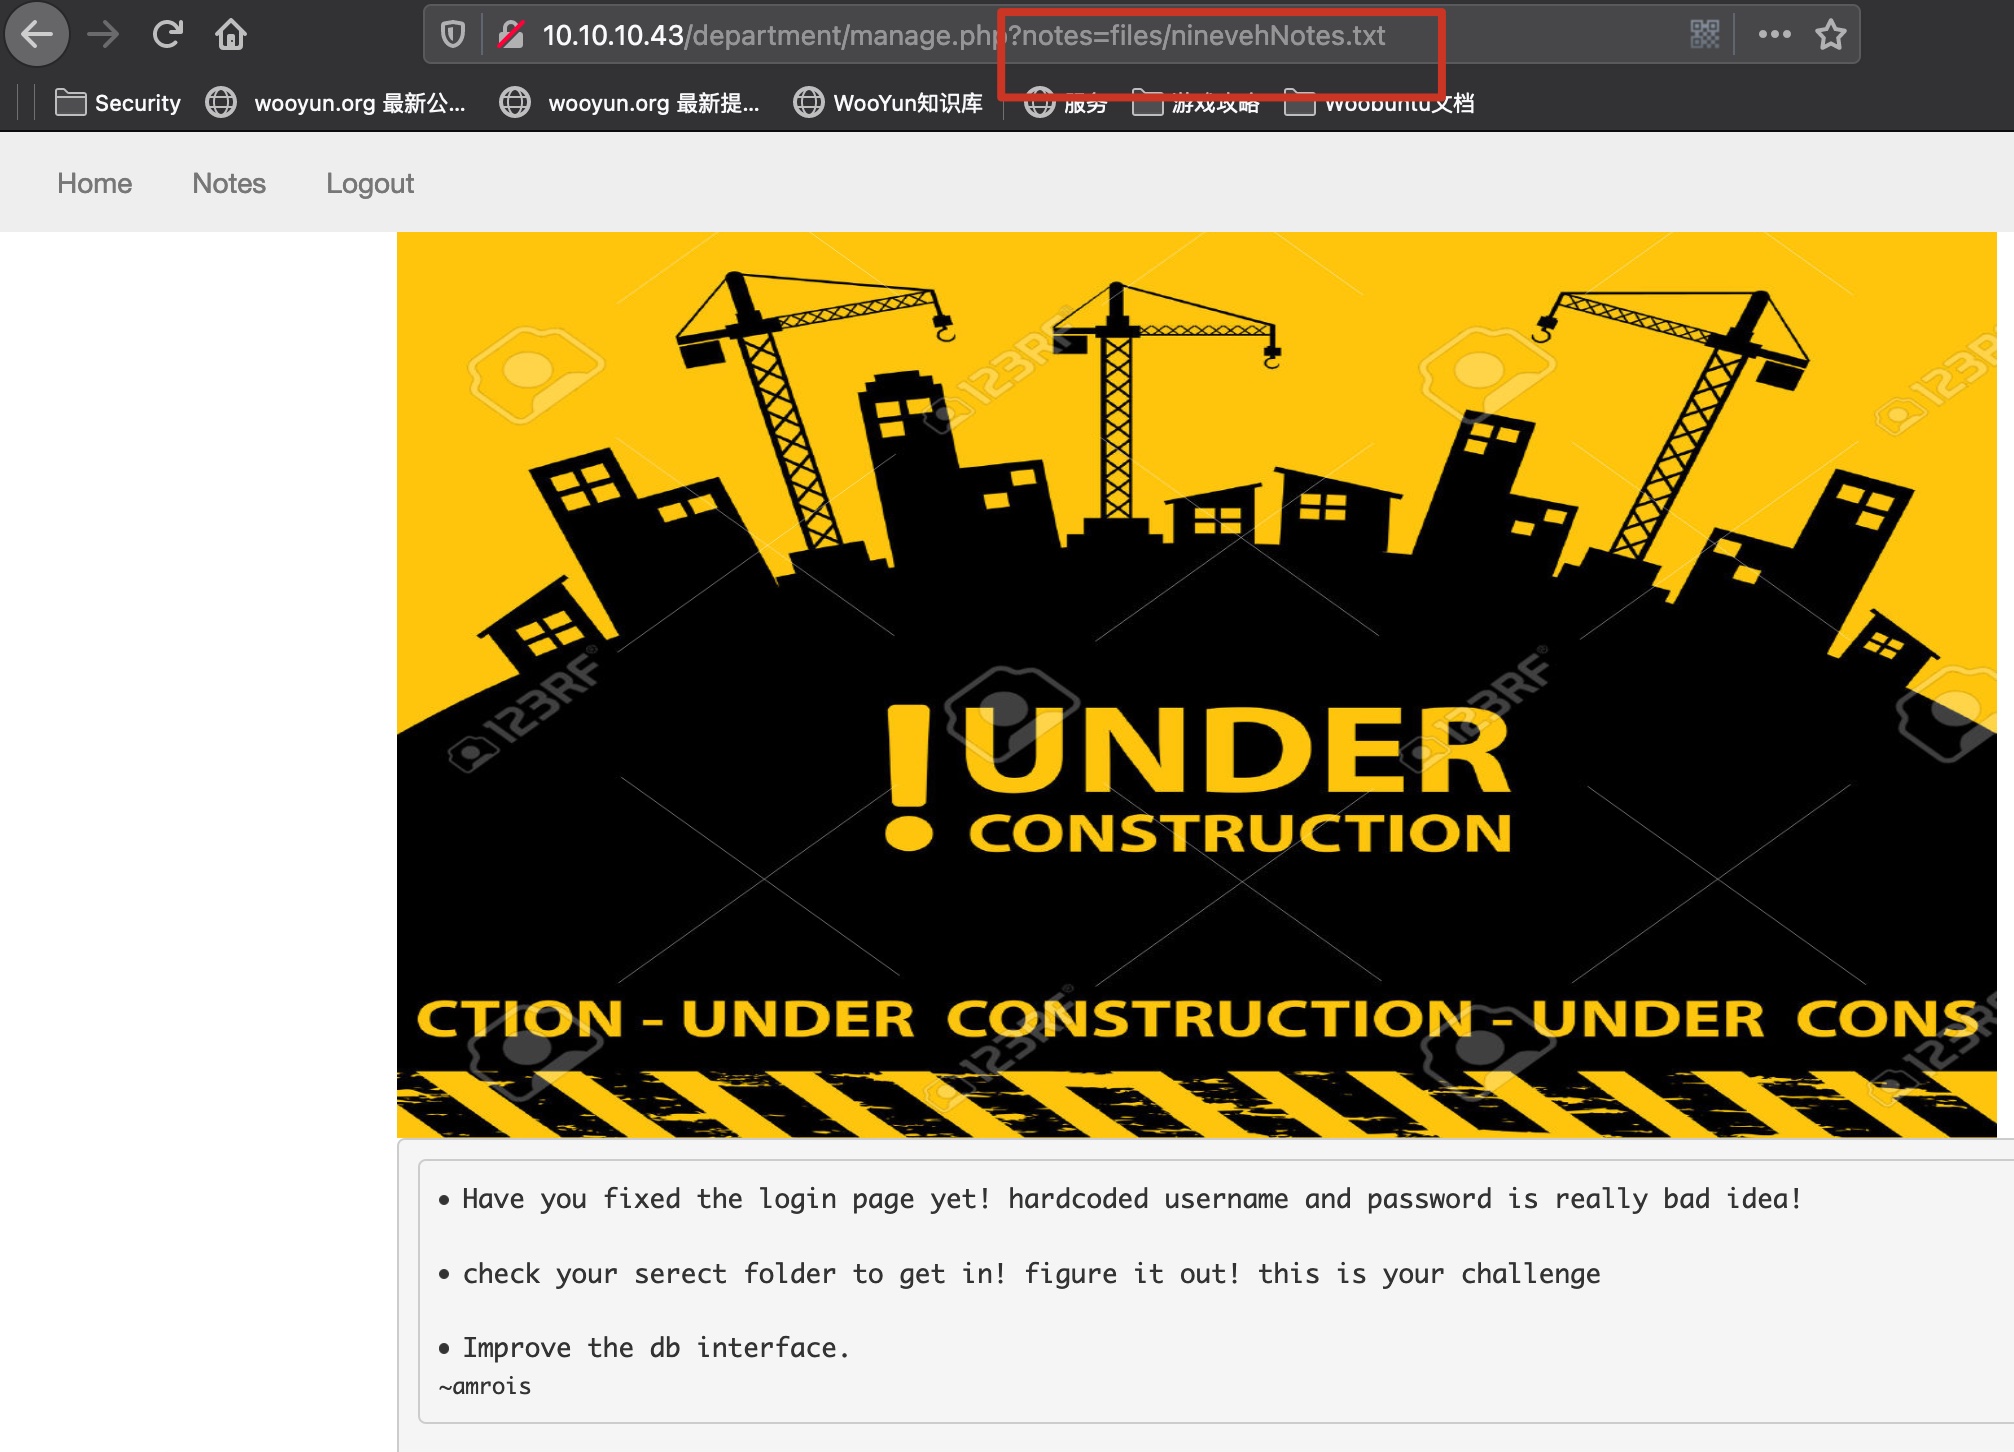 10.10.10.43/department/manage.php?notes=files/ninevehNotes.txt
Security wooyun.org 最新公... wooyun.org 最新提... WooYun知识库 服务 游戏攻略 Woobuntu文档
Home Notes Logout
123RF
123RF
!UNDER
123RF
123RF
CONSTRUCTION
CTION - UNDER CONSTRUCTION - UNDER CONS
123RF
• Have you fixed the login page yet! hardcoded username and password is really bad idea!
• check your serect folder to get in! figure it out! this is your challenge
• Improve the db interface.
~amrois